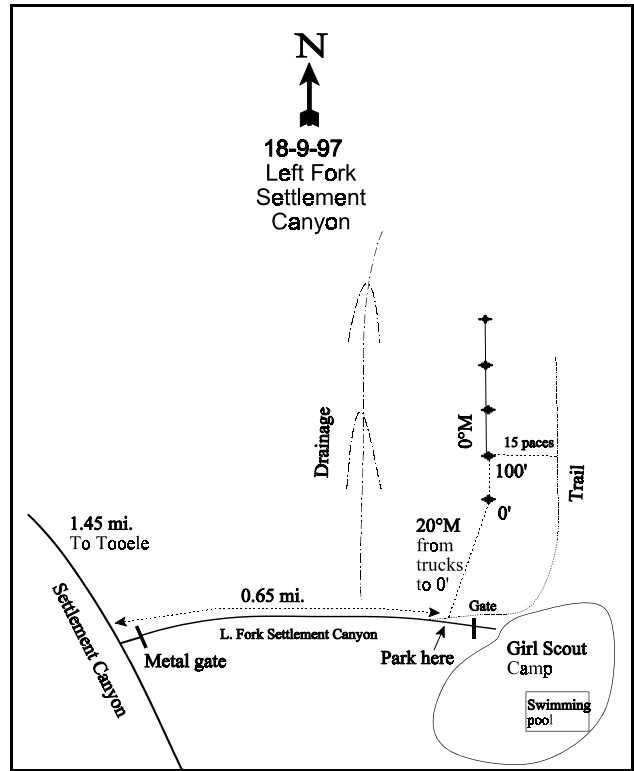 N
18-9-97
Left Fork
Settlement
Canyon
Drainage
0°M
15 paces
100'
Trail
0'
20°M
from
trucks
to 0'
1.45 mi.
To Tooele
Settlement Canyon
0.65 mi.
Gate
L. Fork Settlement Canyon
Metal gate
Park here
Girl Scout
Camp
Swimming
pool